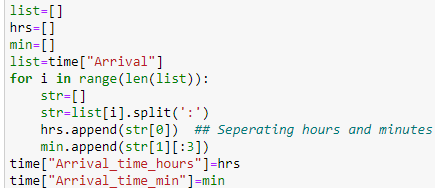 list=[]
hrs=[]
min=[]
list=time["Arrival"]
for i in range(len(list)):
    str=[]
    str=list[i].split(':')
    hrs.append(str[0])  ## Seperating hours and minutes
    min.append(str[1][:3])
time["Arrival_time_hours"]=hrs
time["Arrival_time_min"]=min